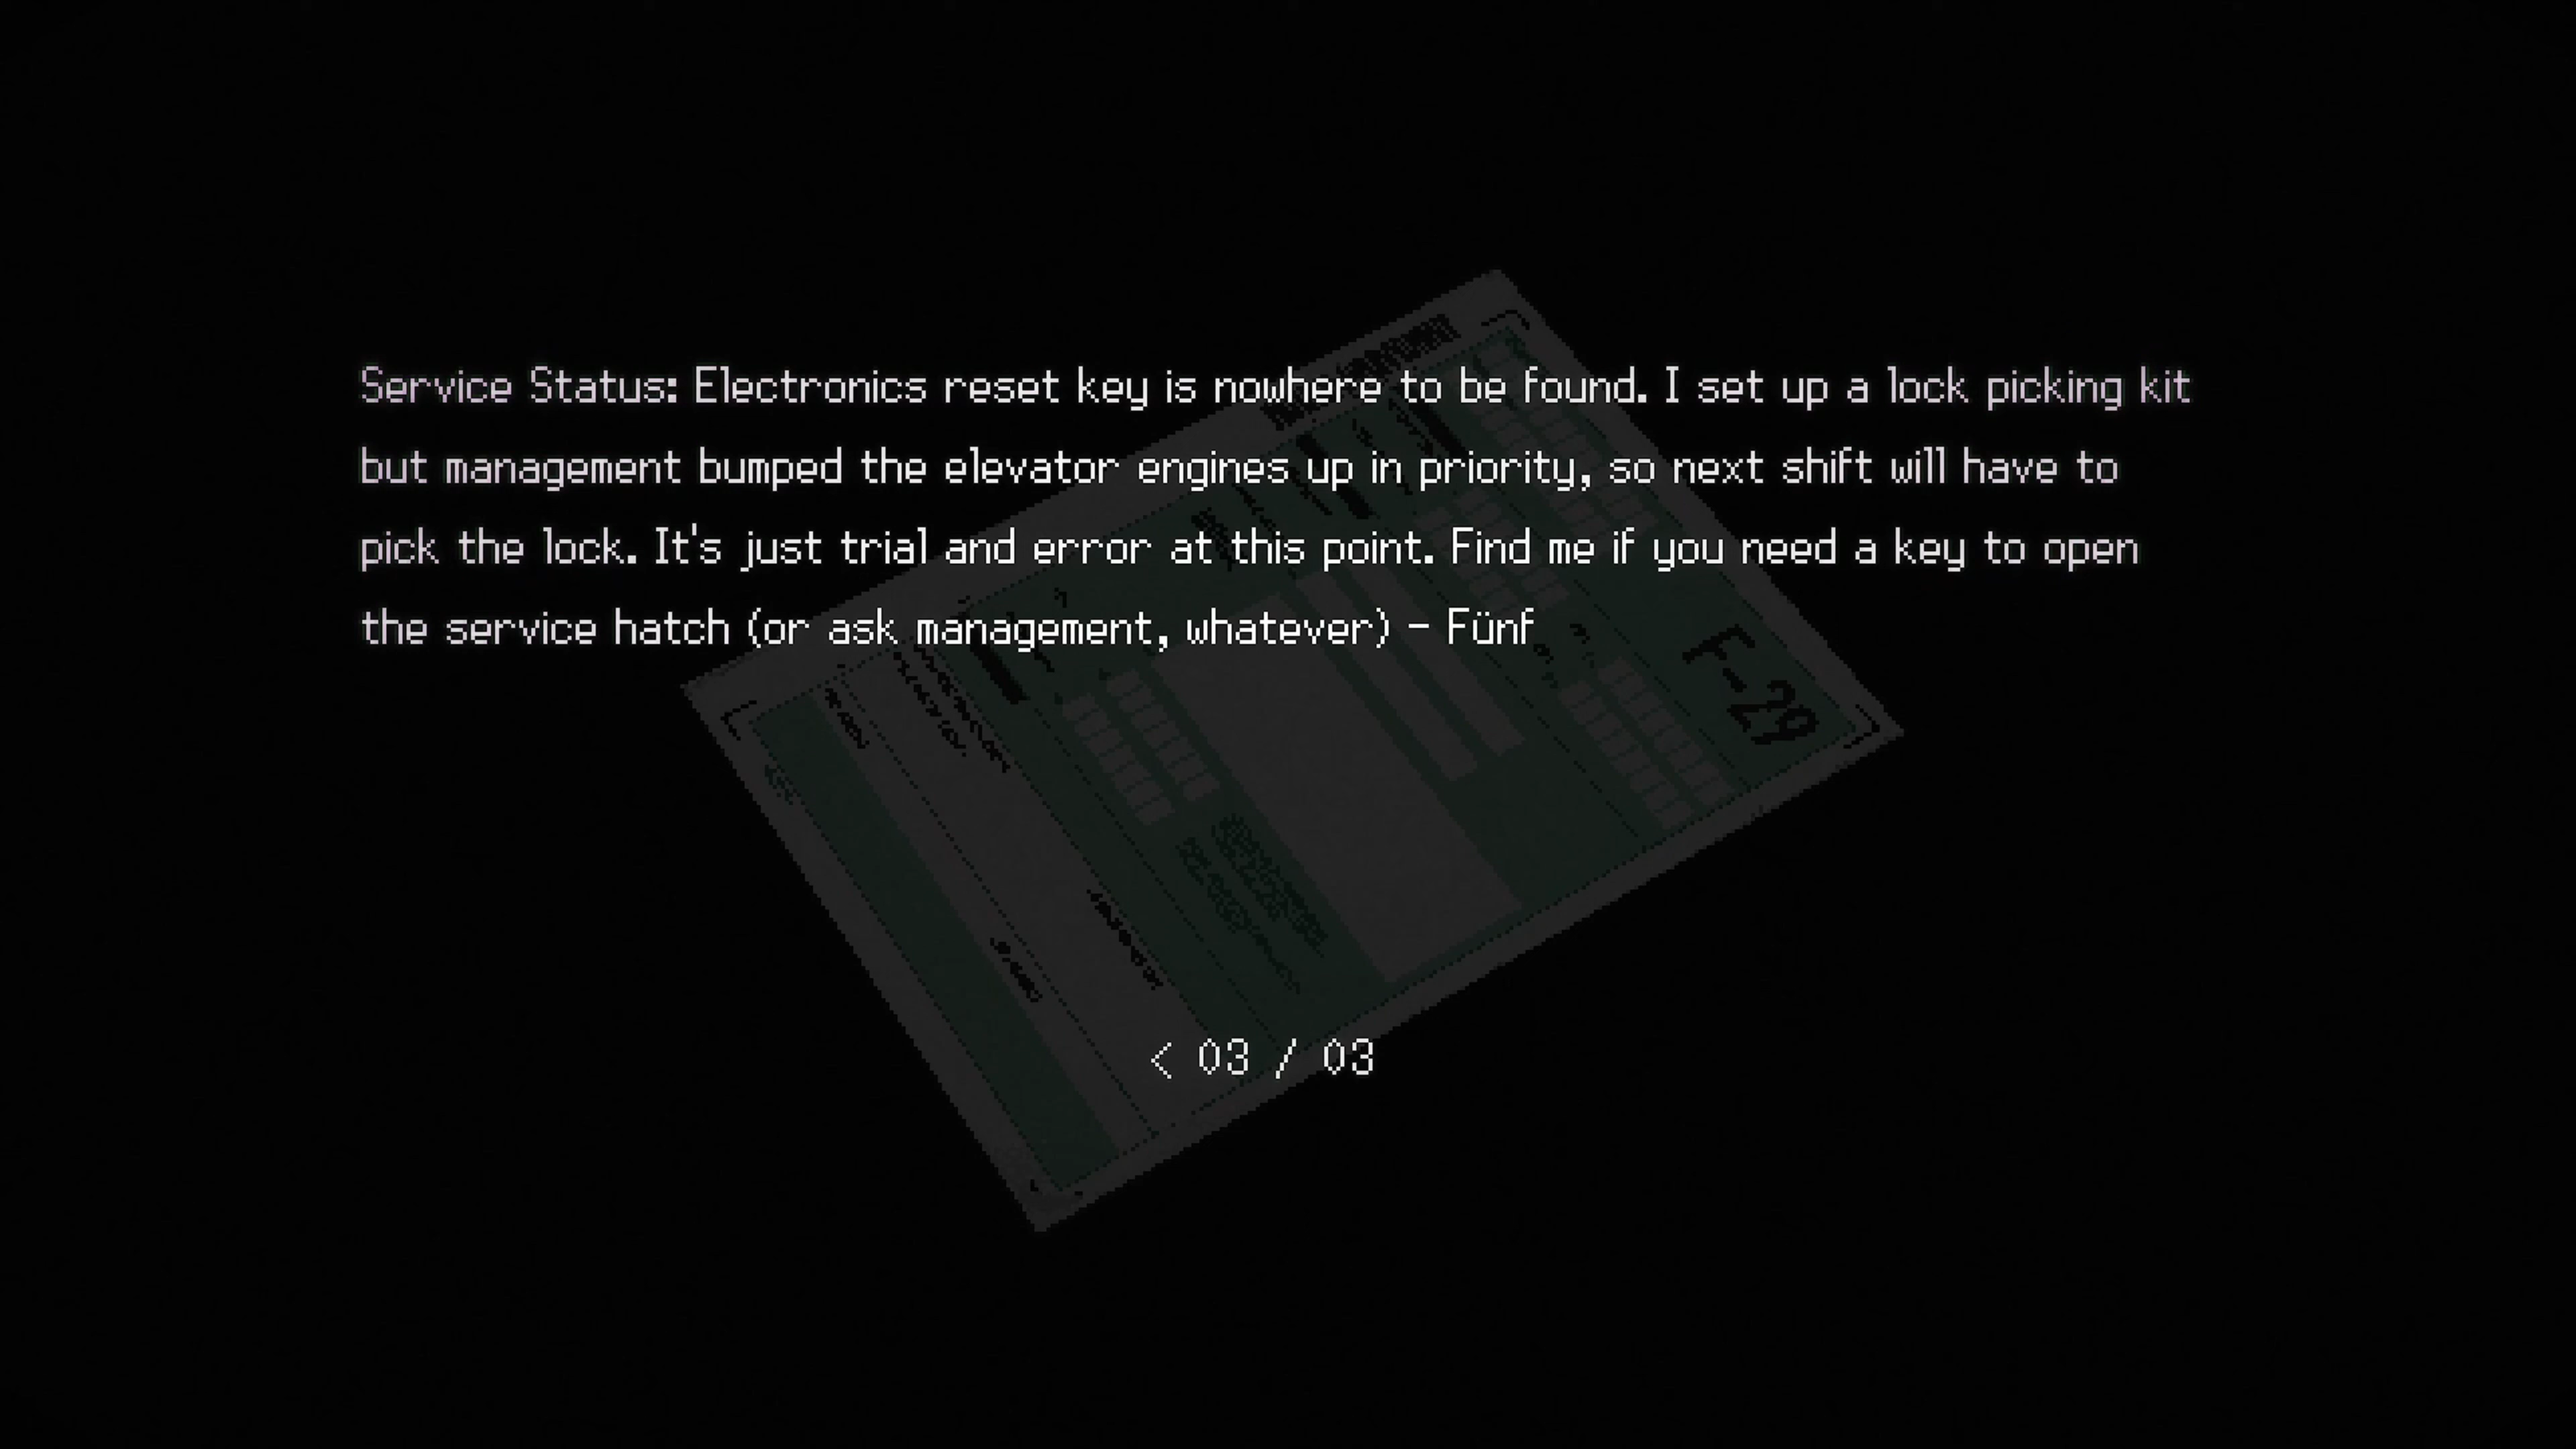 Service Status: Electronics reset key is nowhere to be found. I set up a lock picking kit
but management bumped the elevator engines up in priority, so next shift will have to
pick the lock. It's just trial and error at this point. Find me if you need a key to open
the service hatch (or ask management, whatever) - Fünf
F-29
< 03 / 03